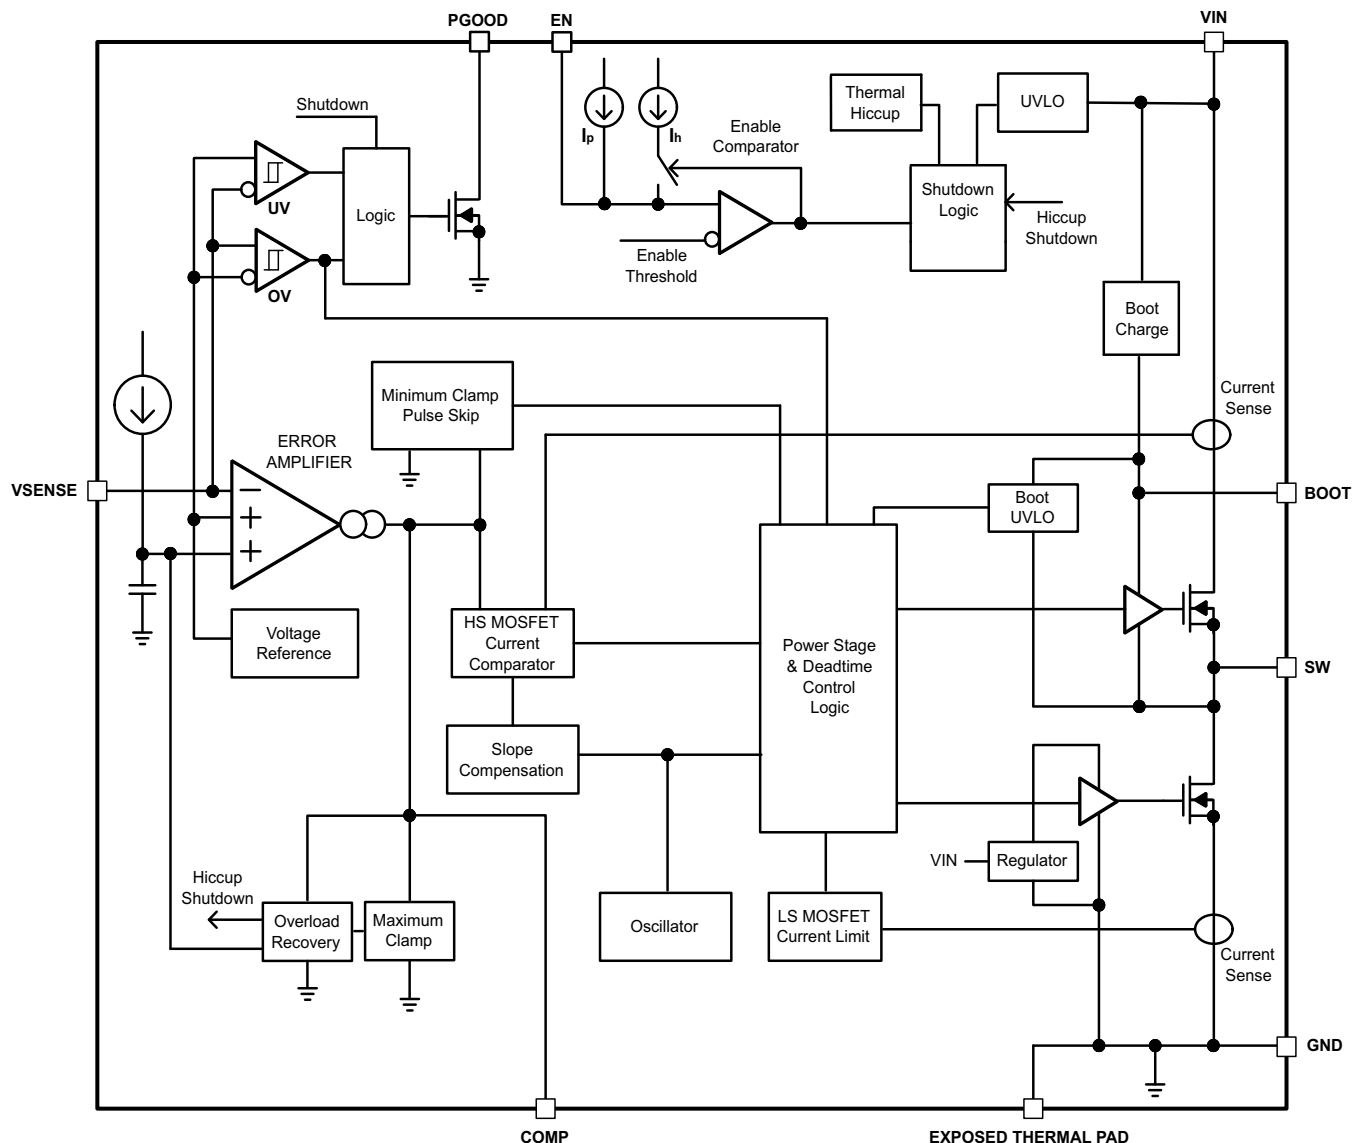 PGOOD
EN
VIN
Shutdown
Thermal
Hiccup
UVLO
Ip
Ih
Enable
Comparator
UV
Logic
Shutdown
Logic
Hiccup
Shutdown
Enable
Threshold
OV
Boot
Charge
Minimum Clamp
Pulse Skip
Current
Sense
ERROR
AMPLIFIER
VSENSE
−
+
+
Boot
UVLO
BOOT
Voltage
Reference
HS MOSFET
Current
Comparator
Power Stage
& Deadtime
Control
Logic
SW
Slope
Compensation
VIN
Regulator
Hiccup
Shutdown
Overload
Recovery
Maximum
Clamp
Oscillator
LS MOSFET
Current Limit
Current
Sense
GND
COMP
EXPOSED THERMAL PAD